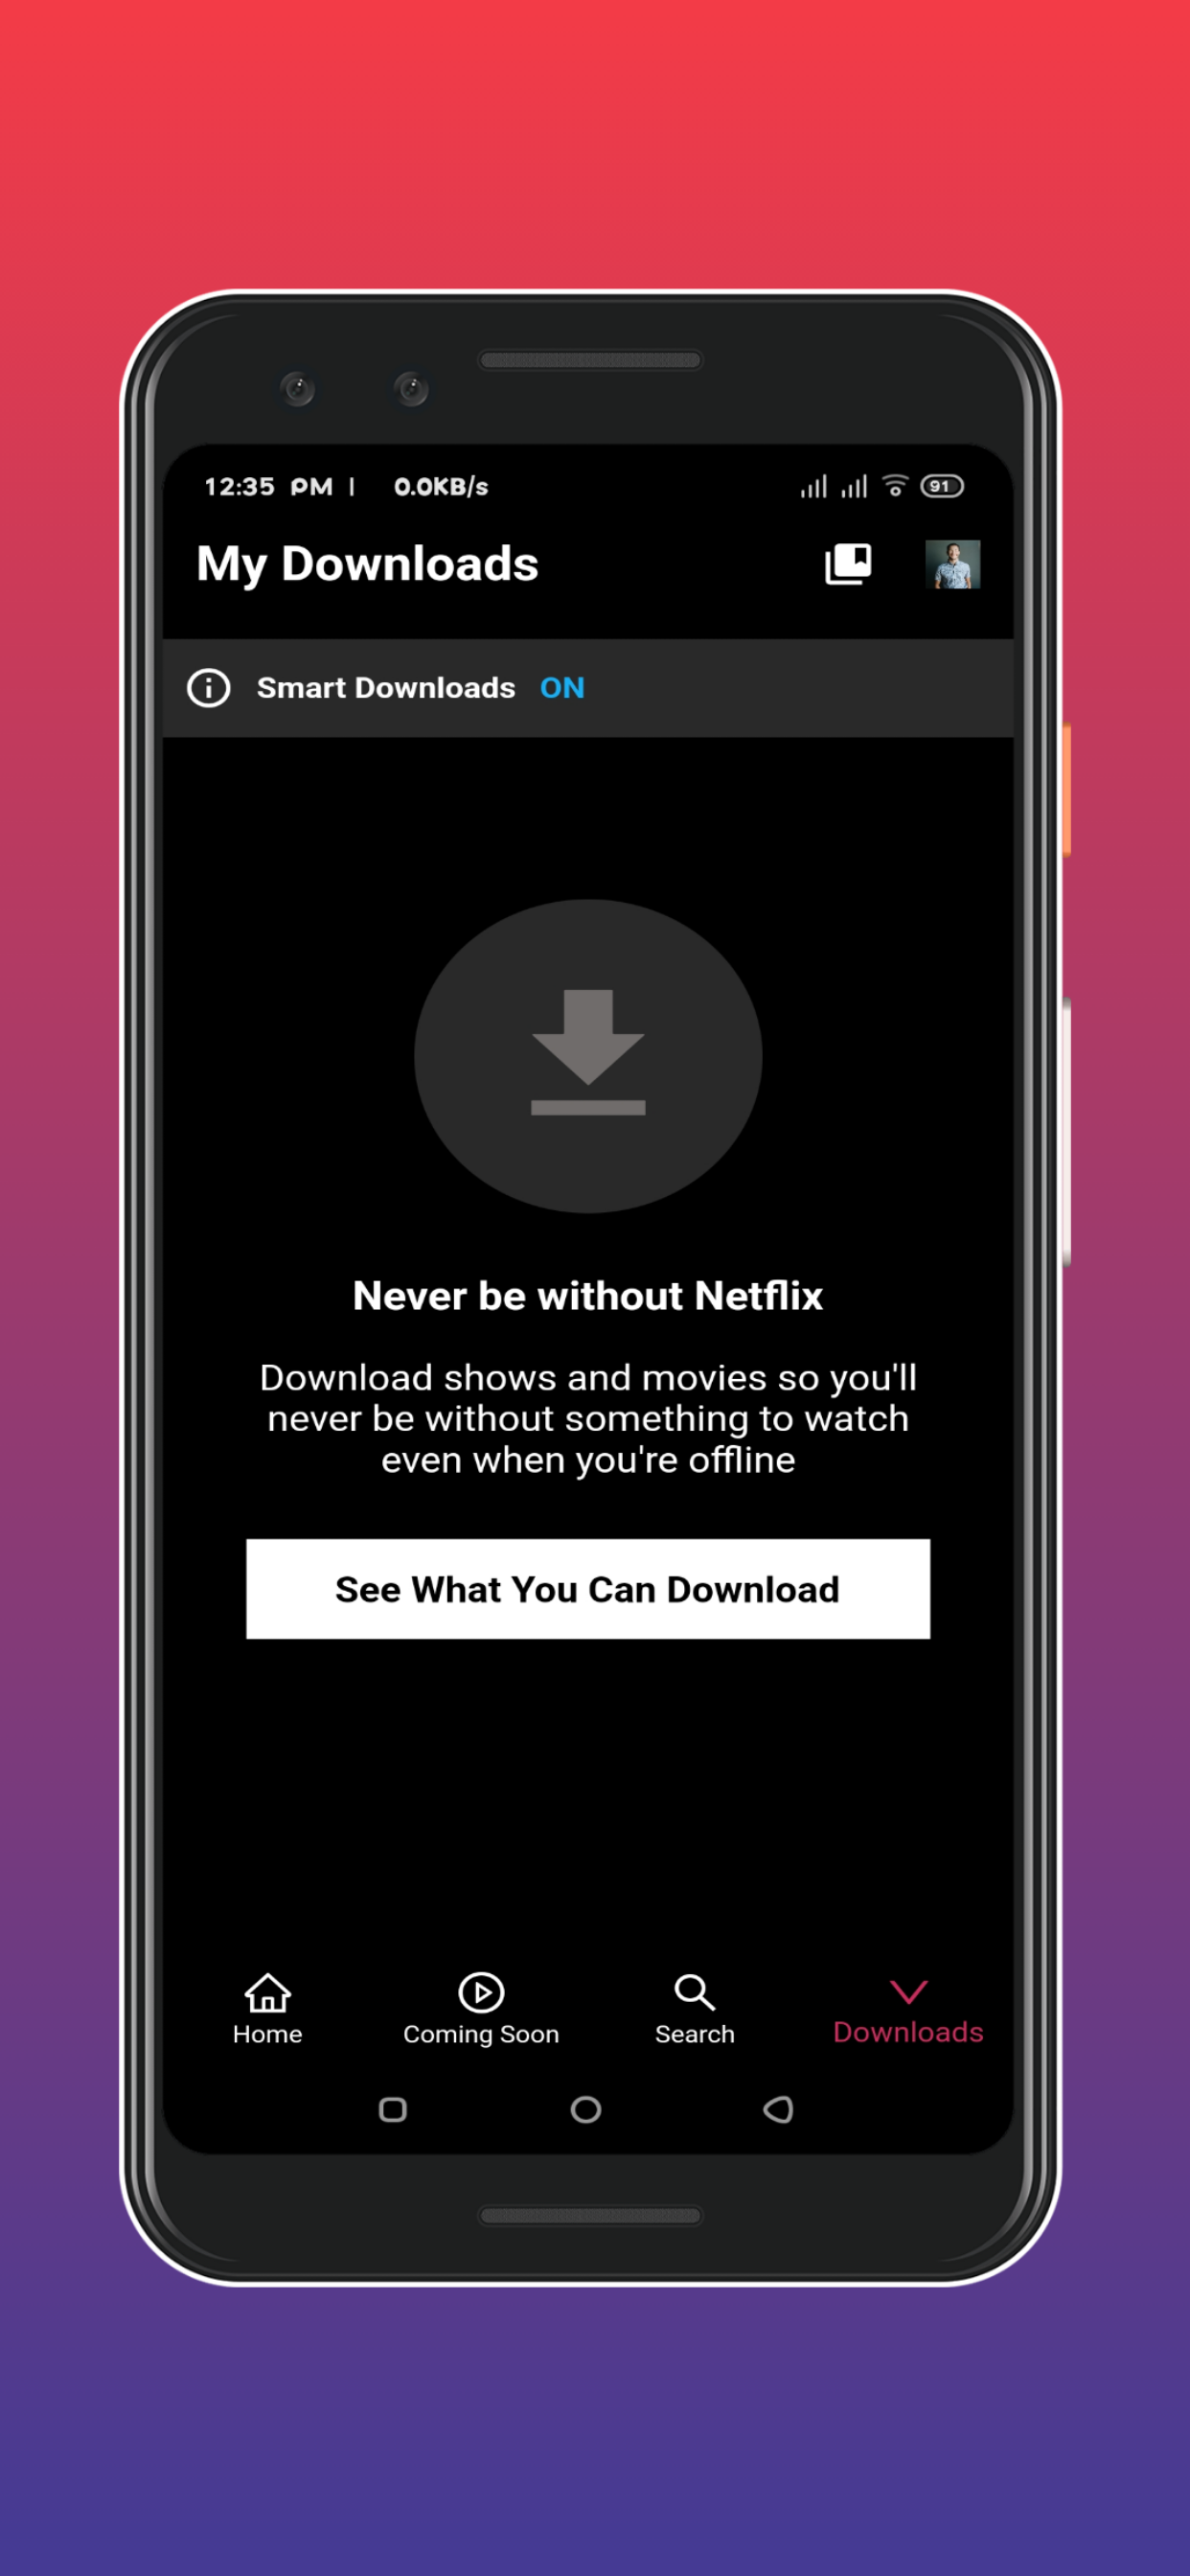 12:35 PM | 0.0KB/s 91
My Downloads
Smart Downloads ON
Never be without Netflix
Download shows and movies so you'll
never be without something to watch
even when you're offline
See What You Can Download
Home Coming Soon Search Downloads